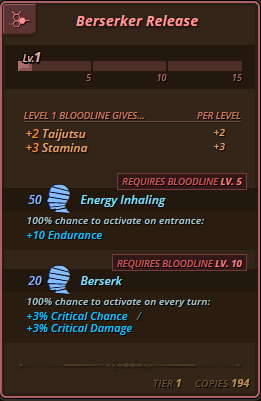 Berserker Release
Lv.1
5 10 15
LEVEL 1 BLOODLINE GIVES... PER LEVEL
+2 Taijutsu +2
+3 Stamina +3
REQUIRES BLOODLINE LV. 5
50 Energy Inhaling
100% chance to activate on entrance:
+10 Endurance
REQUIRES BLOODLINE LV. 10
20 Berserk
100% chance to activate on every turn:
+3% Critical Chance /
+3% Critical Damage
TIER 1 COPIES 194